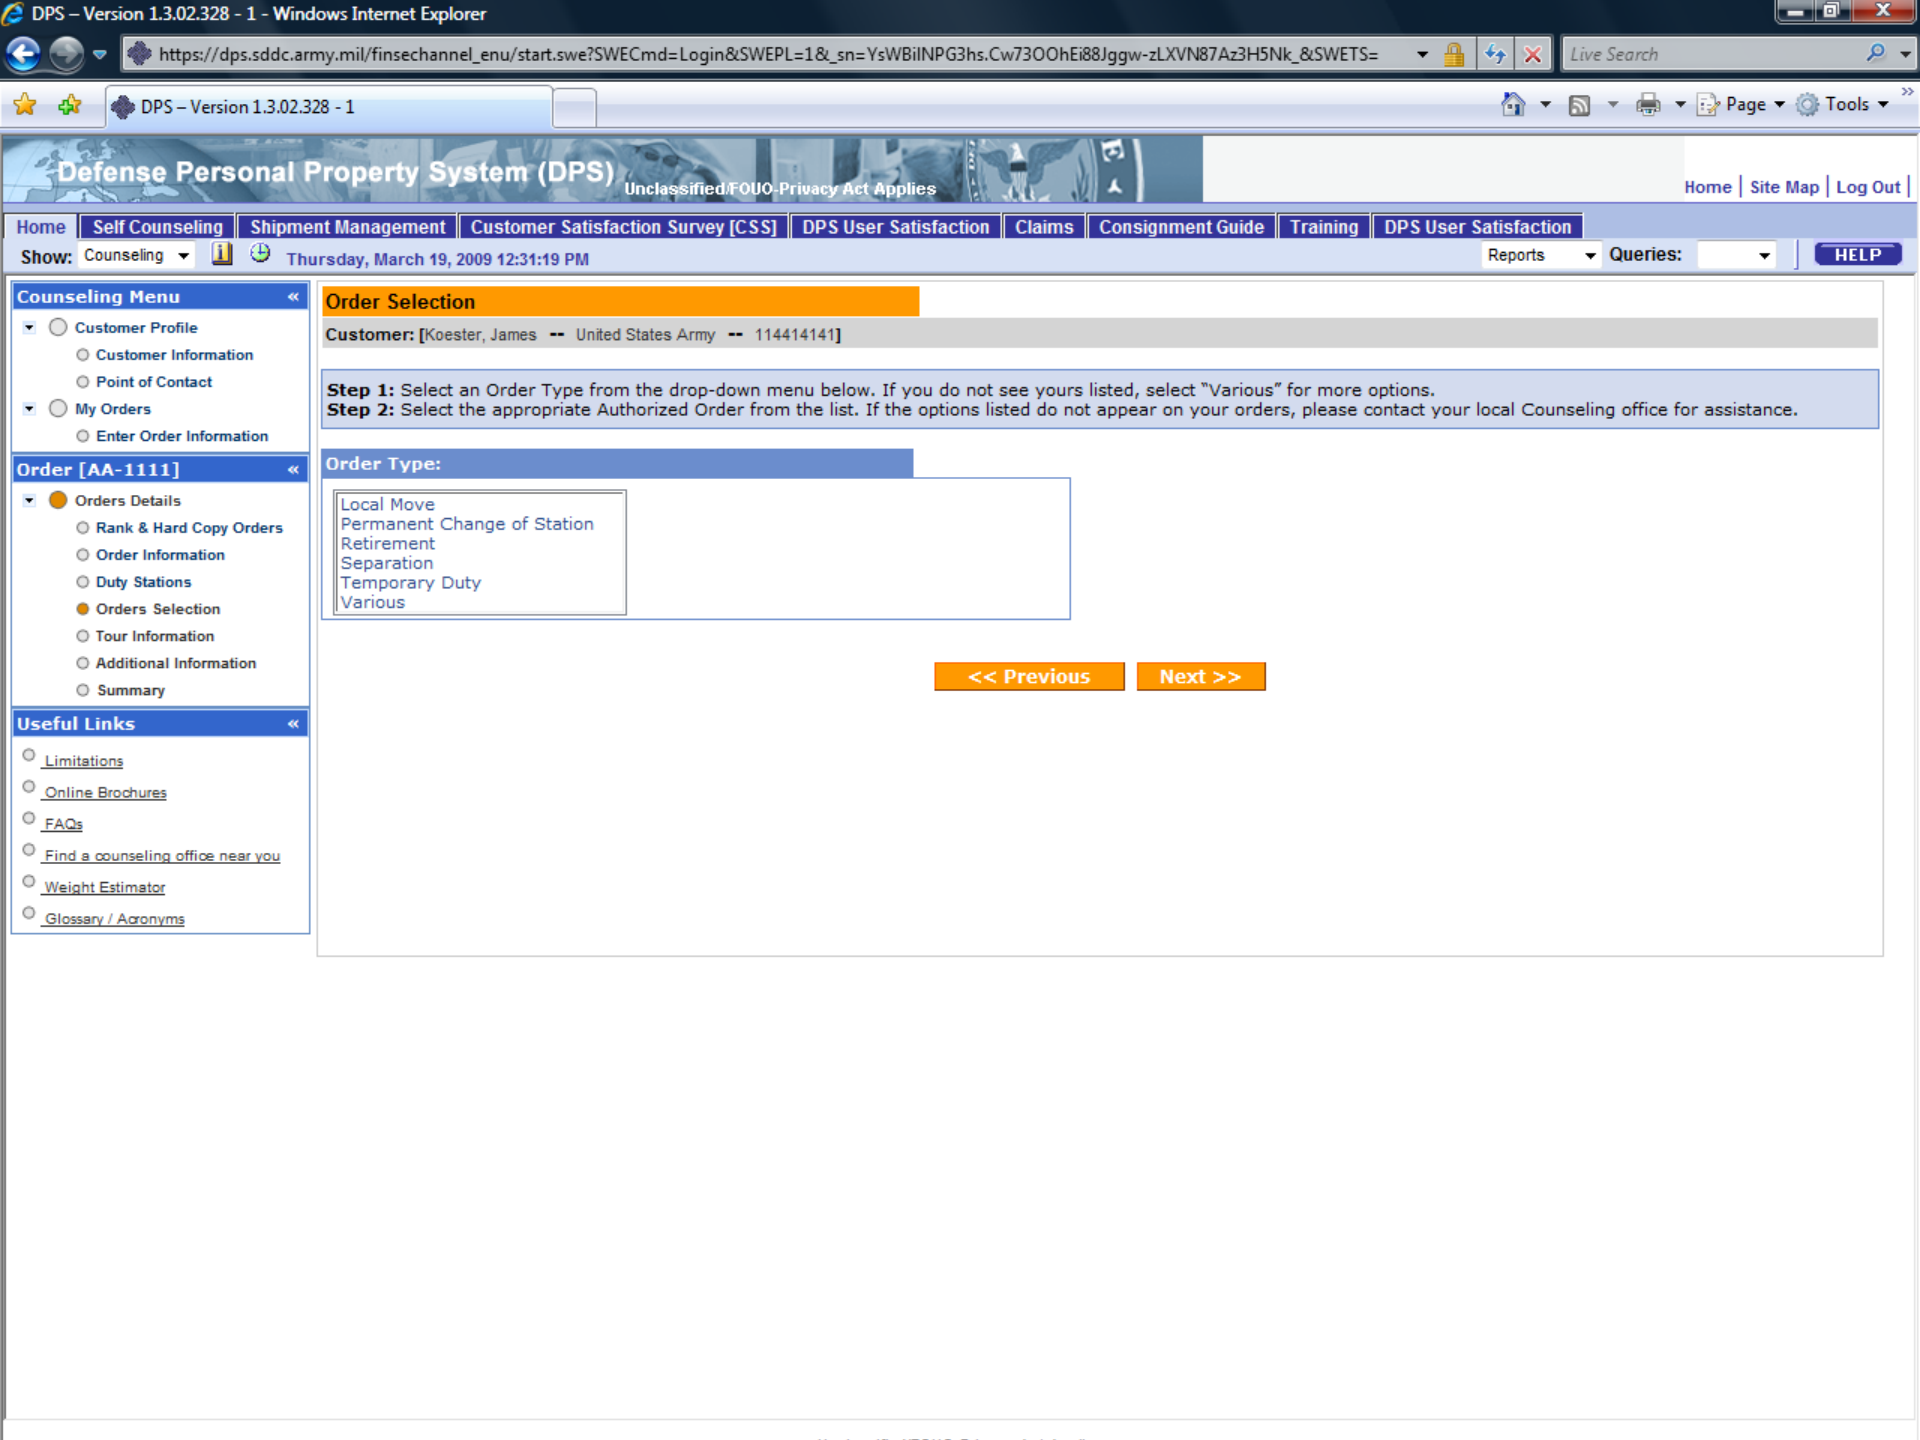 DPS – Version 1.3.02.328 - 1 - Windows Internet Explorer
https://dps.sddc.army.mil/finsechannel_enu/start.swe?SWECmd=Login&SWEPL=1&_sn=YsWBilNPG3hs.Cw73OOhEi88Jggw-zLXVN87Az3H5Nk_&SWETS=
Live Search
DPS – Version 1.3.02.328 - 1
Page
Tools
Defense Personal Property System (DPS)
Unclassified/FOUO-Privacy Act Applies
Home | Site Map | Log Out |
Home
Self Counseling
Shipment Management
Customer Satisfaction Survey [CSS]
DPS User Satisfaction
Claims
Consignment Guide
Training
DPS User Satisfaction
Show: Counseling
Thursday, March 19, 2009 12:31:19 PM
Reports
Queries:
HELP
Counseling Menu «
Customer Profile
Customer Information
Point of Contact
My Orders
Enter Order Information
Order [AA-1111] «
Orders Details
Rank & Hard Copy Orders
Order Information
Duty Stations
Orders Selection
Tour Information
Additional Information
Summary
Useful Links «
Limitations
Online Brochures
FAQs
Find a counseling office near you
Weight Estimator
Glossary / Acronyms
Order Selection
Customer: [Koester, James -- United States Army -- 114414141]
Step 1: Select an Order Type from the drop-down menu below. If you do not see yours listed, select “Various” for more options.
Step 2: Select the appropriate Authorized Order from the list. If the options listed do not appear on your orders, please contact your local Counseling office for assistance.
Order Type:
Local Move
Permanent Change of Station
Retirement
Separation
Temporary Duty
Various
<< Previous
Next >>